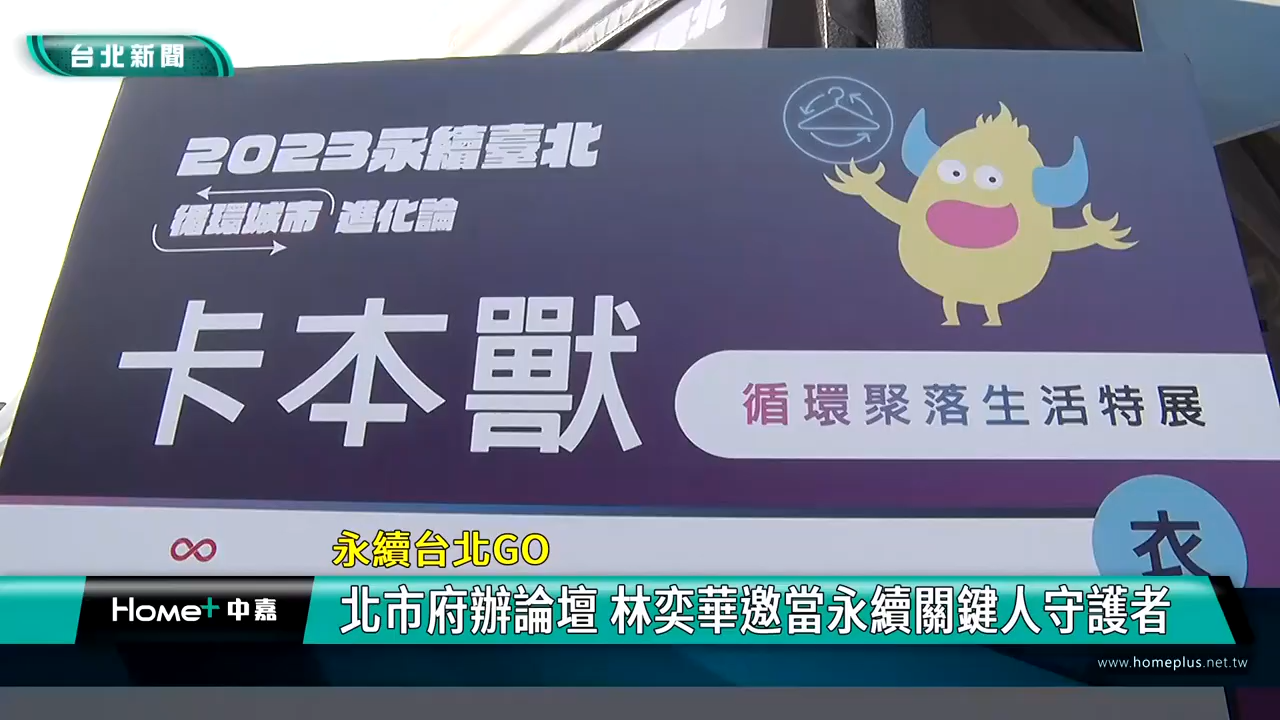 台北新聞
2023永續臺北
循環城市 進化論
卡本獸
循環聚落生活特展
衣
永續台北GO
Home+中嘉
北市府辦論壇 林奕華邀當永續關鍵人守護者
www.homeplus.net.tw